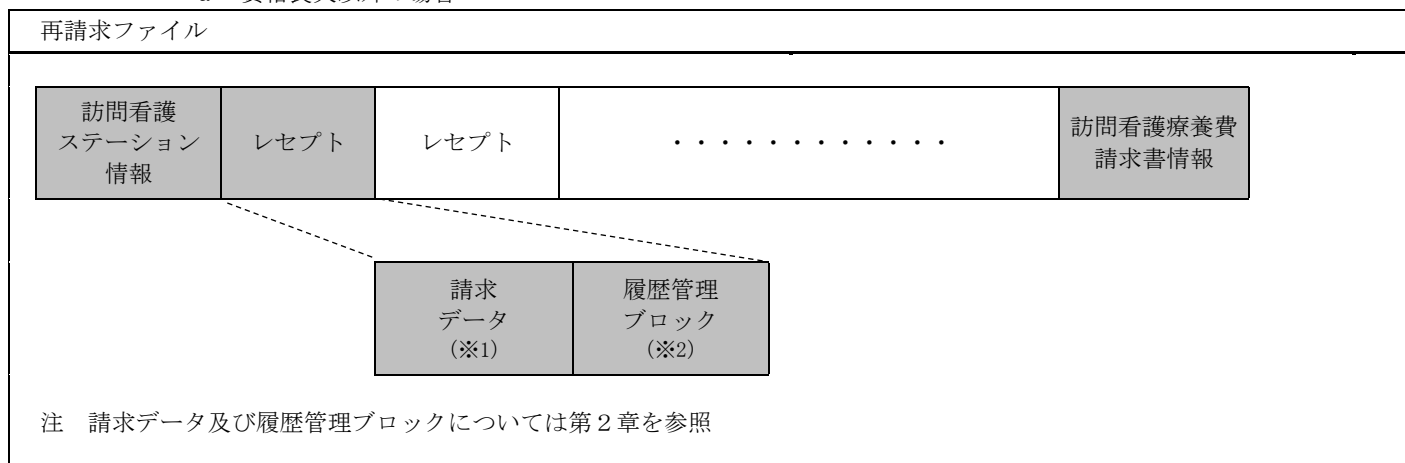 再請求ファイル
訪問看護
ステーション
情報
レセプト
レセプト
・・・・・・・・・・・・
訪問看護療養費
請求書情報
請求
データ
(※1)
履歴管理
ブロック
(※2)
注 請求データ及び履歴管理ブロックについては第2章を参照